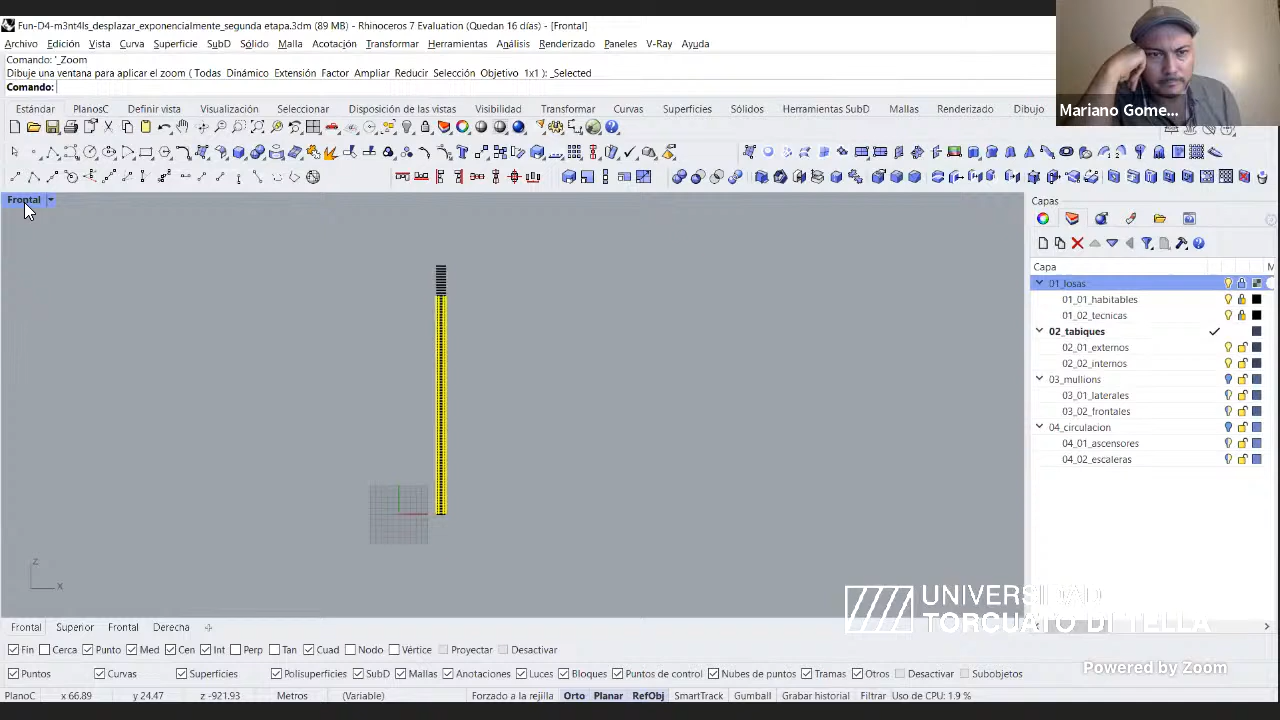 Fun-D4-m3nt4ls_desplazar_exponencialmente_segunda etapa.3dm (89 MB) - Rhinoceros 7 Evaluation (Quedan 16 días) - [Frontal]
Archivo Edición Vista Curva Superficie SubD Sólido Malla Acotación Transformar Herramientas Análisis Renderizado Paneles V-Ray Ayuda
Comando: '_Zoom
Dibuje una ventana para aplicar el zoom ( Todas Dinámico Extensión Factor Ampliar Reducir Selección Objetivo 1x1 ): _Selected
Comando:
Mariano Gome...
Estándar PlanosC Definir vista Visualización Seleccionar Disposición de las vistas Visibilidad Transformar Curvas Superficies Sólidos Herramientas SubD Mallas Renderizado Dibujo
Frontal
Capas
Capa M
01_losas
01_01_habitables
01_02_tecnicas
02_tabiques
02_01_externos
02_02_internos
03_mullions
03_01_laterales
03_02_frontales
04_circulacion
04_01_ascensores
04_02_escaleras
z
x
UNIVERSIDAD
TORCUATO DI TELLA
Frontal Superior Frontal Derecha
Fin Cerca Punto Med Cen Int Perp Tan Cuad Nodo Vértice Proyectar Desactivar
Powered by Zoom
Puntos Curvas Superficies Polisuperficies SubD Mallas Anotaciones Luces Bloques Puntos de control Nubes de puntos Tramas Otros Desactivar Subobjetos
PlanoC x 66.89 y 24.47 z -921.93 Metros (Variable) Forzado a la rejilla Orto Planar RefObj SmartTrack Gumball Grabar historial Filtrar Uso de CPU: 1.9 %